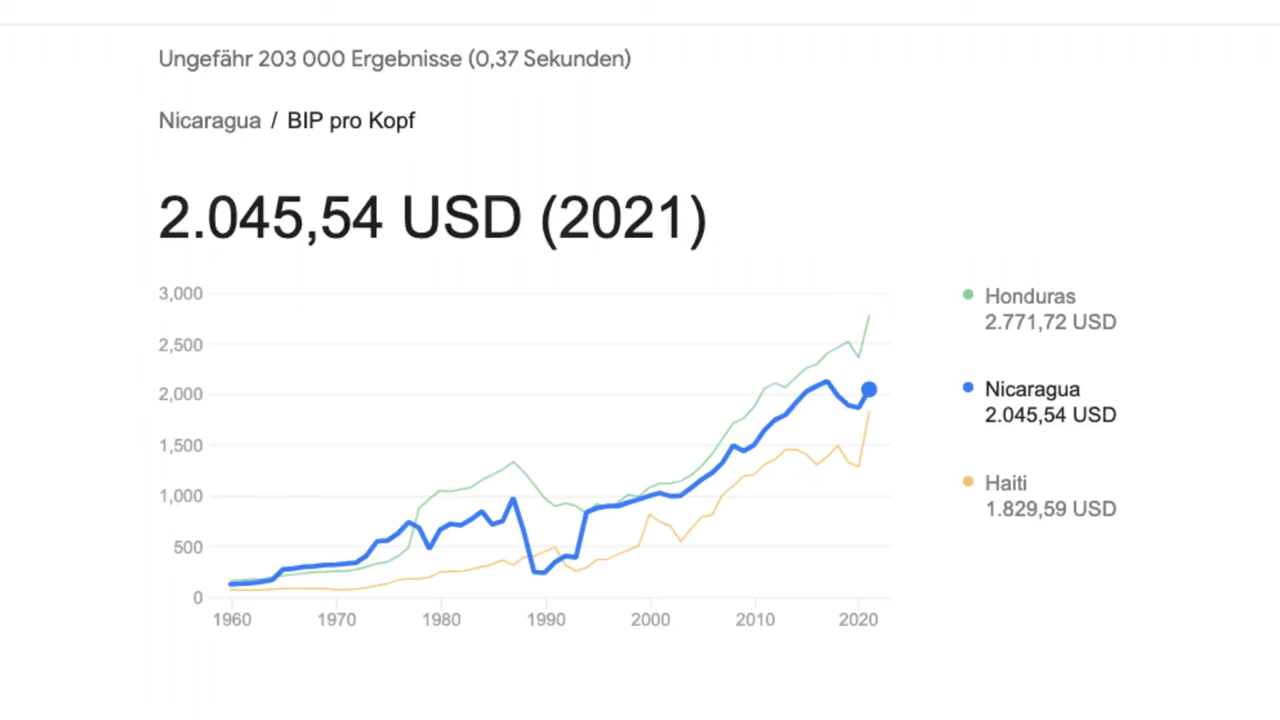 Ungefähr 203 000 Ergebnisse (0,37 Sekunden)
Nicaragua / BIP pro Kopf
2.045,54 USD (2021)
3,000
2,500
2,000
1,500
1,000
500
0
1960 1970 1980 1990 2000 2010 2020
Honduras
2.771,72 USD
Nicaragua
2.045,54 USD
Haiti
1.829,59 USD